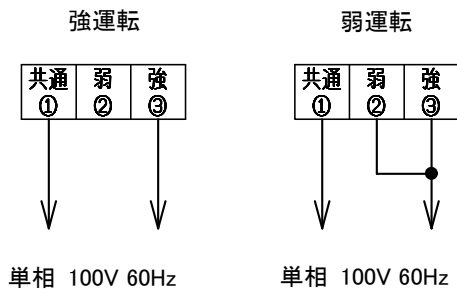 強運転
弱運転
共通 弱 強
① ② ③
共通 弱 強
① ② ③
単相 100V 60Hz
単相 100V 60Hz